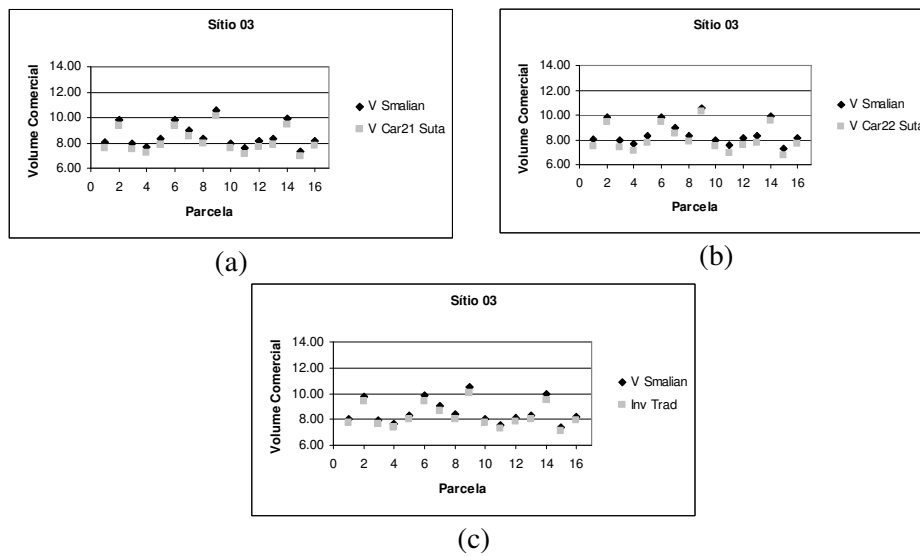 Sítio 03
14.00
12.00
10.00
8.00
6.00
0 2 4 6 8 10 12 14 16
Volume Comercial
Parcela
V Smalian
V Car21 Suta
(a)
Sítio 03
14.00
12.00
10.00
8.00
6.00
0 2 4 6 8 10 12 14 16
Volume Comercial
Parcela
V Smalian
V Car22 Suta
(b)
Sítio 03
14.00
12.00
10.00
8.00
6.00
0 2 4 6 8 10 12 14 16
Volume Comercial
Parcela
V Smalian
Inv Trad
(c)